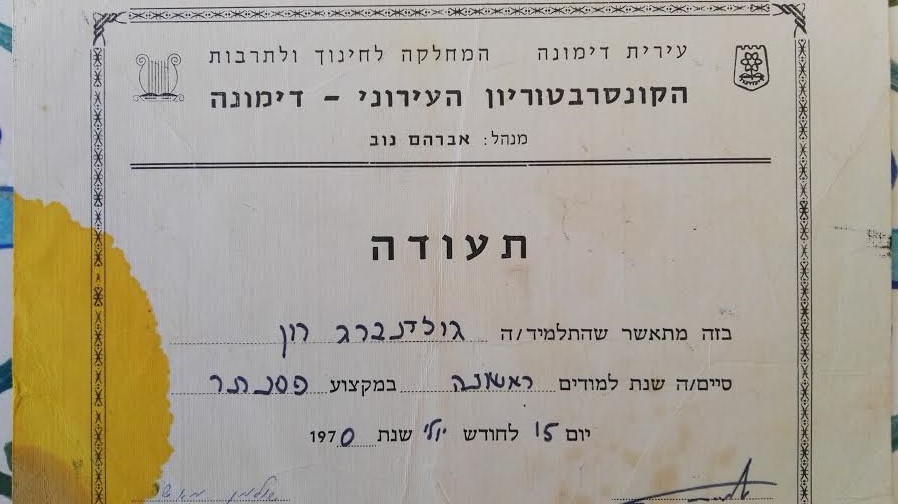 עירית דימונה המחלקה לחינוך ולתרבות
הקונסרבטוריון העירוני - דימונה
מנהל: אברהם נוב
תעודה
בזה מתאשר שהתלמיד/ה גולדנברג רון
סיים/ה שנת למודים ראשונה במקצוע פסנתר
יום 15 לחודש יולי שנת 1970